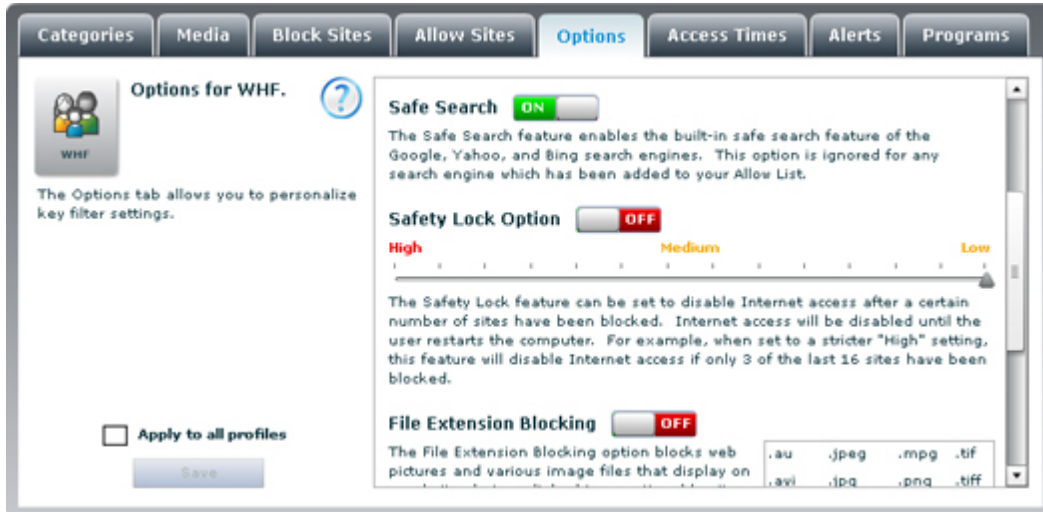 Categories Media Block Sites Allow Sites Options Access Times Alerts Programs
Options for WHF.
?
WHF
The Options tab allows you to personalize
key filter settings.
Apply to all profiles
Save
Safe Search ON
The Safe Search feature enables the built-in safe search feature of the
Google, Yahoo, and Bing search engines. This option is ignored for any
search engine which has been added to your Allow List.
Safety Lock Option OFF
High Medium Low
The Safety Lock feature can be set to disable Internet access after a certain
number of sites have been blocked. Internet access will be disabled until the
user restarts the computer. For example, when set to a stricter "High" setting,
this feature will disable Internet access if only 3 of the last 16 sites have been
blocked.
File Extension Blocking OFF
The File Extension Blocking option blocks web
pictures and various image files that display on
.au .jpeg .mpg .tif
.avi .jpg .png .tiff